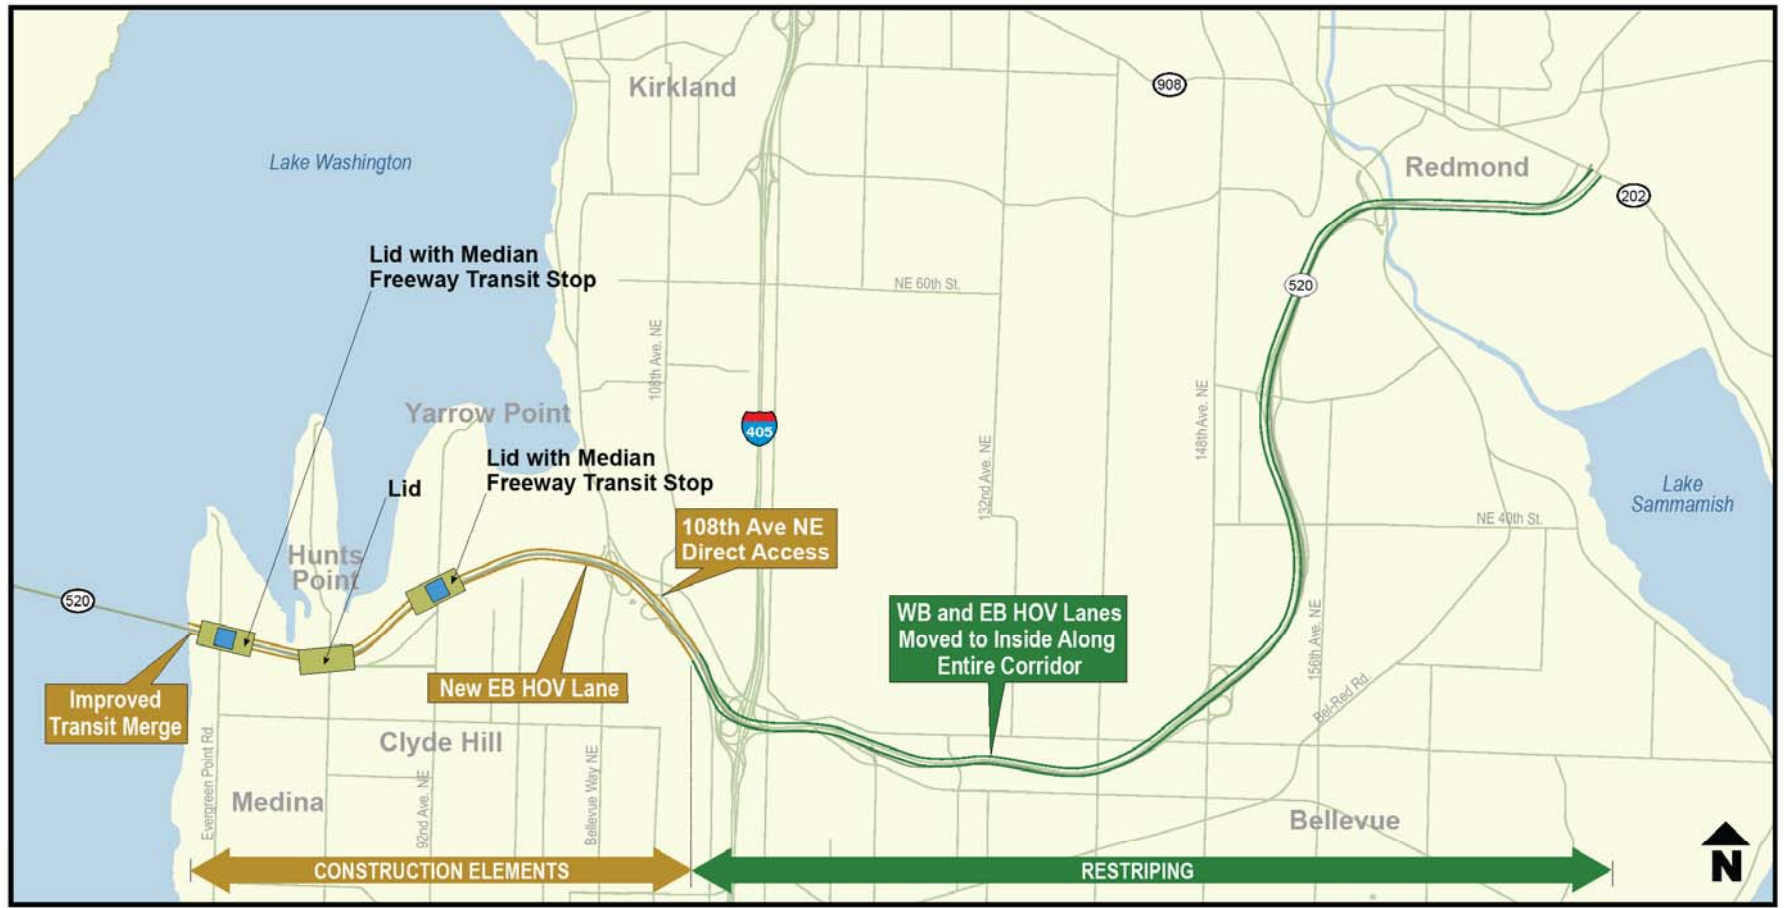 Kirkland
908
Lake Washington
Redmond
202
Lid with Median
Freeway Transit Stop
NE 60th St.
520
108th Ave. NE
148th Ave. NE
Yarrow Point
405
132nd Ave. NE
Lid with Median
Freeway Transit Stop
Lid
Lake
Sammamish
NE 40th St.
108th Ave NE
Direct Access
Hunts
Point
520
WB and EB HOV Lanes
Moved to Inside Along
Entire Corridor
156th Ave. NE
Improved
Transit Merge
New EB HOV Lane
Bel-Red Rd.
Clyde Hill
Evergreen Point Rd.
Medina
92nd Ave. NE
Bellevue Way NE
Bellevue
CONSTRUCTION ELEMENTS
RESTRIPING
N